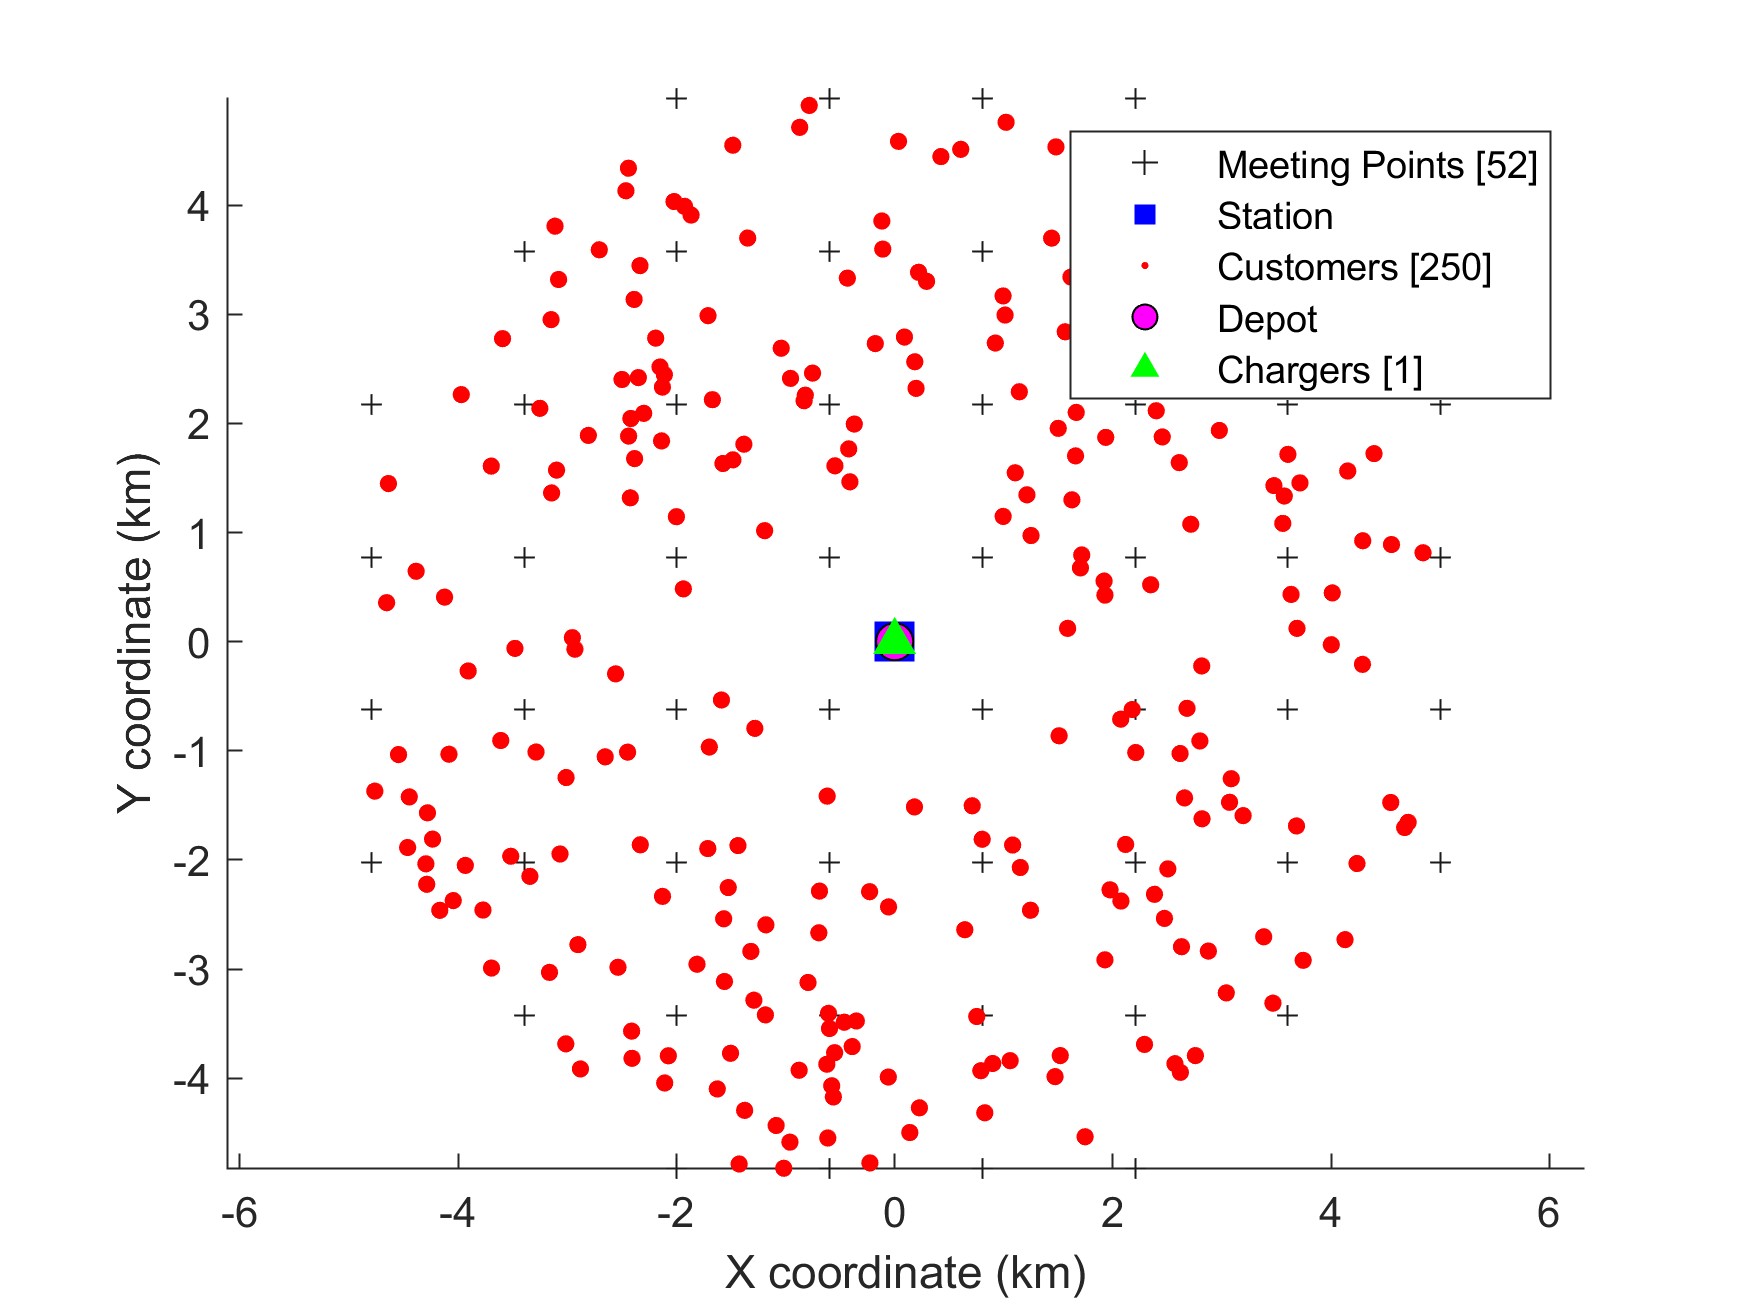 Meeting Points [52]
Station
Customers [250]
Depot
Chargers [1]
Y coordinate (km)
4
3
2
1
0
-1
-2
-3
-4
-6 -4 -2 0 2 4 6
X coordinate (km)